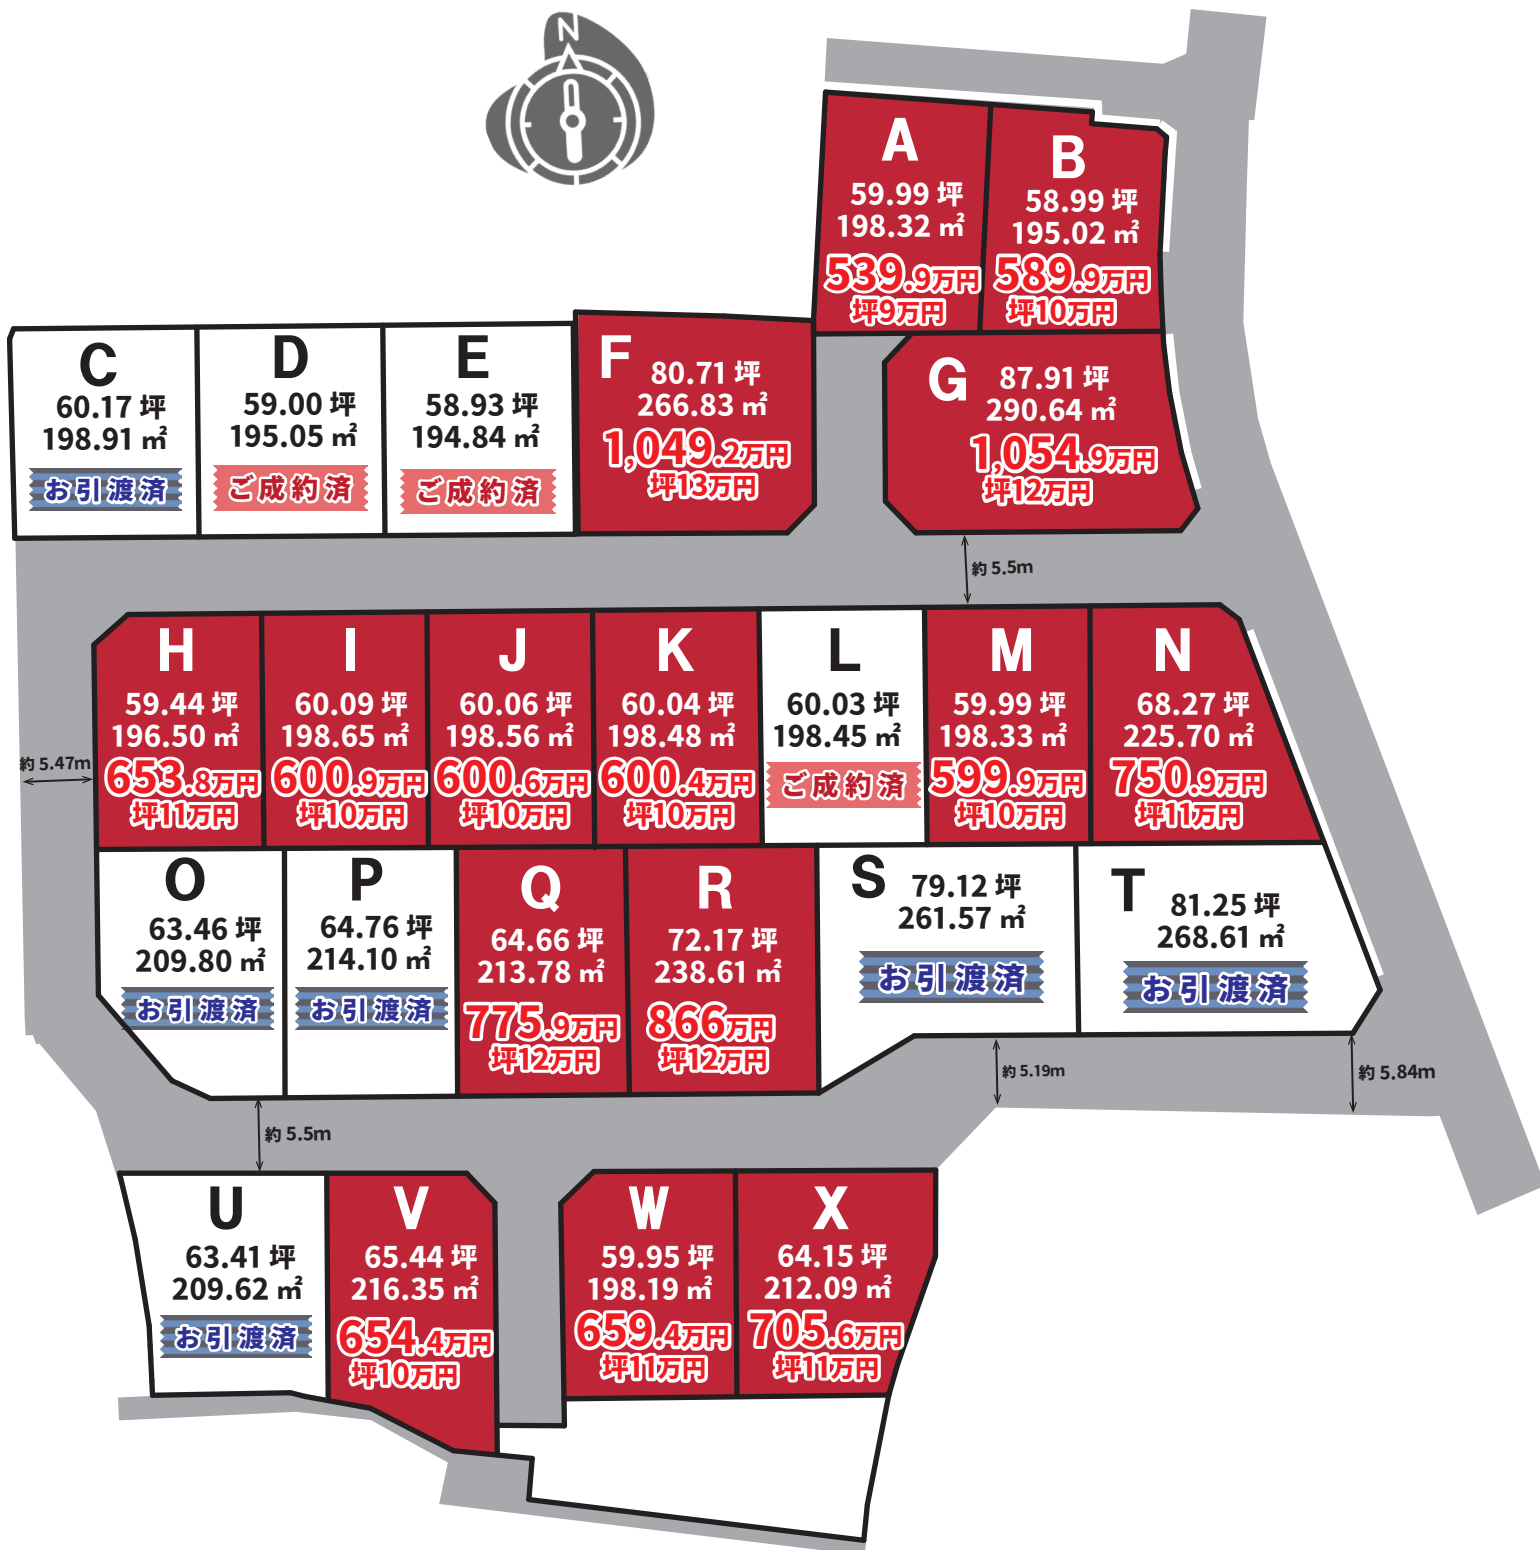 N
A
59.99 坪
198.32 ㎡
539.9万円
坪9万円
B
58.99 坪
195.02 ㎡
589.9万円
坪10万円
C
60.17 坪
198.91 ㎡
お引渡済
D
59.00 坪
195.05 ㎡
ご成約済
E
58.93 坪
194.84 ㎡
ご成約済
F
80.71 坪
266.83 ㎡
1,049.2万円
坪13万円
G
87.91 坪
290.64 ㎡
1,054.9万円
坪12万円
約 5.5m
約 5.47m
H
59.44 坪
196.50 ㎡
653.8万円
坪11万円
I
60.09 坪
198.65 ㎡
600.9万円
坪10万円
J
60.06 坪
198.56 ㎡
600.6万円
坪10万円
K
60.04 坪
198.48 ㎡
600.4万円
坪10万円
L
60.03 坪
198.45 ㎡
ご成約済
M
59.99 坪
198.33 ㎡
599.9万円
坪10万円
N
68.27 坪
225.70 ㎡
750.9万円
坪11万円
O
63.46 坪
209.80 ㎡
お引渡済
P
64.76 坪
214.10 ㎡
お引渡済
Q
64.66 坪
213.78 ㎡
775.9万円
坪12万円
R
72.17 坪
238.61 ㎡
866万円
坪12万円
S
79.12 坪
261.57 ㎡
お引渡済
T
81.25 坪
268.61 ㎡
お引渡済
約 5.19m
約 5.84m
約 5.5m
U
63.41 坪
209.62 ㎡
お引渡済
V
65.44 坪
216.35 ㎡
654.4万円
坪10万円
W
59.95 坪
198.19 ㎡
659.4万円
坪11万円
X
64.15 坪
212.09 ㎡
705.6万円
坪11万円